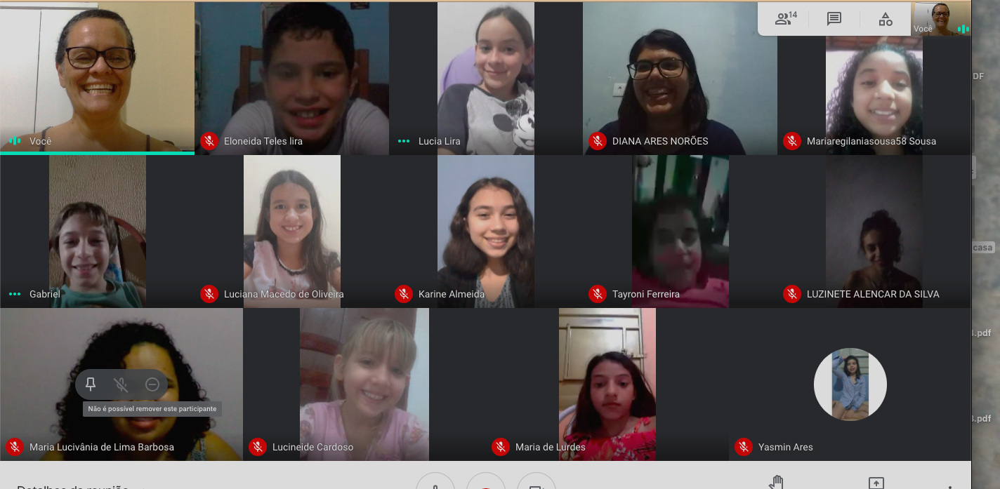 14
Você
DF
Você
Eloneida Teles lira
Lucia Lira
DIANA ARES NORÕES
Mariaregilaniasousa58 Sousa
casa
Gabriel
Luciana Macedo de Oliveira
Karine Almeida
Tayroni Ferreira
LUZINETE ALENCAR DA SILVA
.pdf
Não é possível remover este participante
.pdf
Maria Lucivânia de Lima Barbosa
Lucineide Cardoso
Maria de Lurdes
Yasmin Ares
Detalhes da reunião